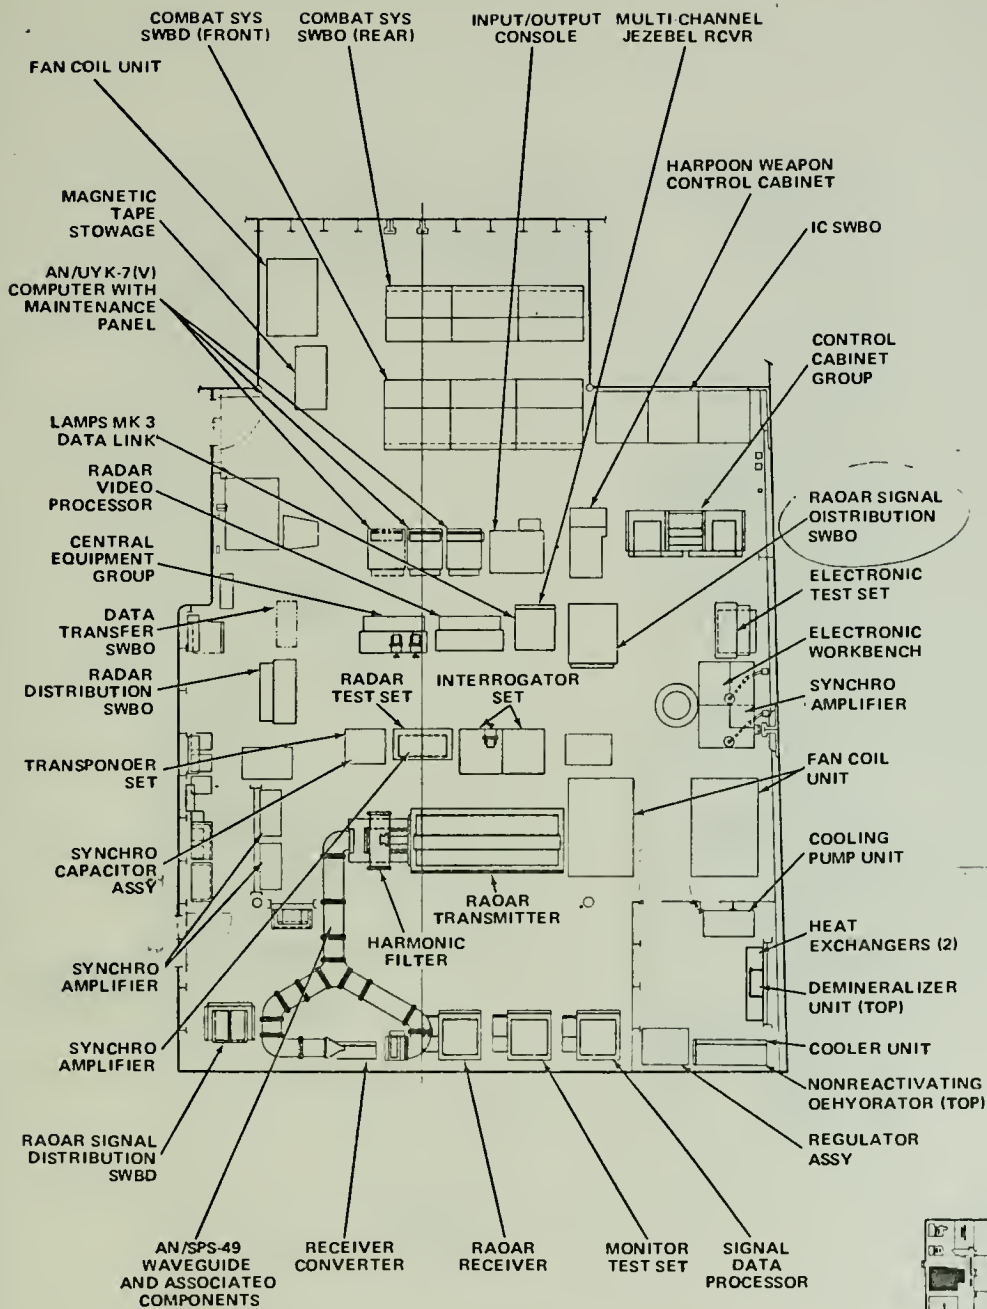 COMBAT SYS
SWBD (FRONT)
COMBAT SYS
SWBO (REAR)
INPUT/OUTPUT
CONSOLE
MULTI-CHANNEL
JEZEBEL RCVR
FAN COIL UNIT
HARPOON WEAPON
CONTROL CABINET
MAGNETIC
TAPE
STOWAGE
IC SWBO
AN/UYK-7(V)
COMPUTER WITH
MAINTENANCE
PANEL
CONTROL
CABINET
GROUP
LAMPS MK 3
DATA LINK
RADAR
VIDEO
PROCESSOR
RAOAR SIGNAL
OISTRIBUTION
SWBO
CENTRAL
EQUIPMENT
GROUP
ELECTRONIC
TEST SET
DATA
TRANSFER
SWBO
ELECTRONIC
WORKBENCH
RADAR
DISTRIBUTION
SWBO
RADAR
TEST SET
INTERROGATOR
SET
SYNCHRO
AMPLIFIER
TRANSPONOER
SET
FAN COIL
UNIT
SYNCHRO
CAPACITOR
ASSY
COOLING
PUMP UNIT
RAOAR
TRANSMITTER
HARMONIC
FILTER
HEAT
EXCHANGERS (2)
SYNCHRO
AMPLIFIER
DEMINERALIZER
UNIT (TOP)
SYNCHRO
AMPLIFIER
COOLER UNIT
NONREACTIVATING
OEHYORATOR (TOP)
RAOAR SIGNAL
DISTRIBUTION
SWBD
REGULATOR
ASSY
AN/SPS-49
WAVEGUIDE
AND ASSOCIATEO
COMPONENTS
RECEIVER
CONVERTER
RAOAR
RECEIVER
MONITOR
TEST SET
SIGNAL
DATA
PROCESSOR